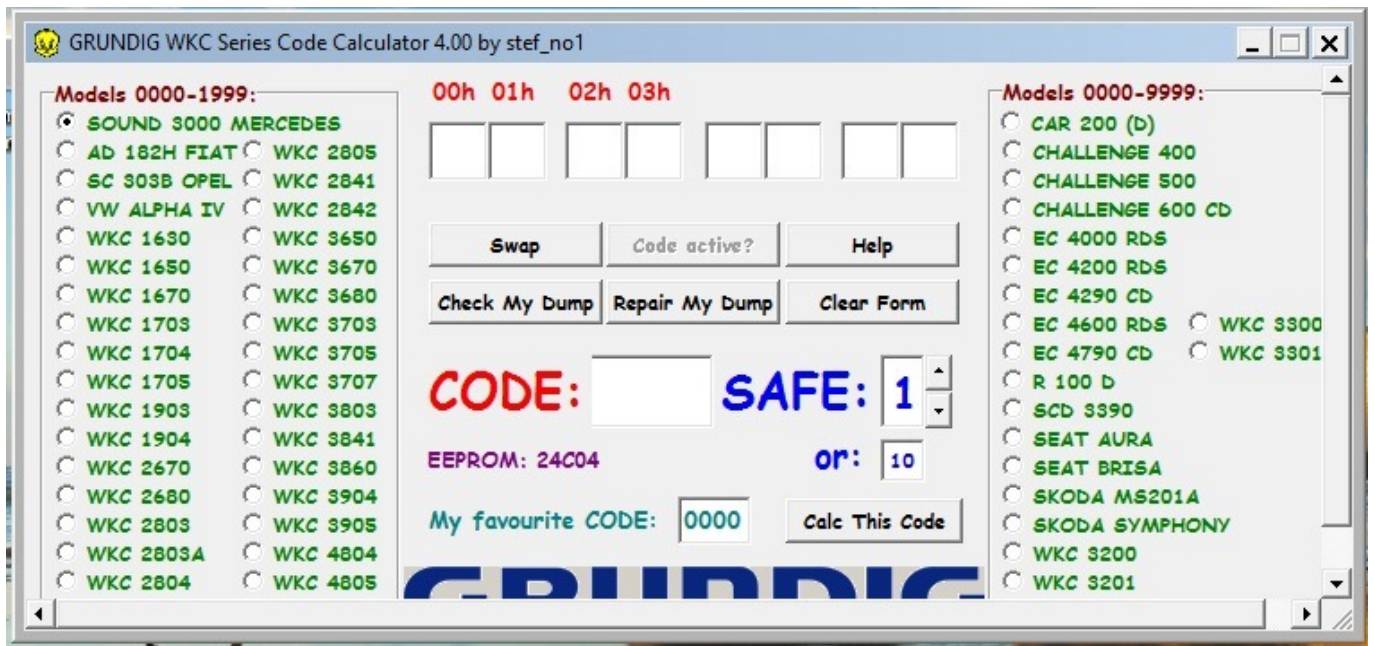 GRUNDIG WKC Series Code Calculator 4.00 by stef_no1
Models 0000-1999:
SOUND 3000 MERCEDES
AD 182H FIAT WKC 2805
SC 303B OPEL WKC 2841
VW ALPHA IV WKC 2842
WKC 1630 WKC 3650
WKC 1650 WKC 3670
WKC 1670 WKC 3680
WKC 1703 WKC 3703
WKC 1704 WKC 3705
WKC 1705 WKC 3707
WKC 1903 WKC 3803
WKC 1904 WKC 3841
WKC 2670 WKC 3860
WKC 2680 WKC 3904
WKC 2803 WKC 3905
WKC 2803A WKC 4804
WKC 2804 WKC 4805
00h 01h 02h 03h
Swap Code active? Help
Check My Dump Repair My Dump Clear Form
CODE: SAFE: 1
EEPROM: 24C04 or: 10
My favourite CODE: 0000 Calc This Code
GRUNDIG
Models 0000-9999:
CAR 200 (D)
CHALLENGE 400
CHALLENGE 500
CHALLENGE 600 CD
EC 4000 RDS
EC 4200 RDS
EC 4290 CD
EC 4600 RDS WKC 3300
EC 4790 CD WKC 3301
R 100 D
SCD 3390
SEAT AURA
SEAT BRISA
SKODA MS201A
SKODA SYMPHONY
WKC 3200
WKC 3201